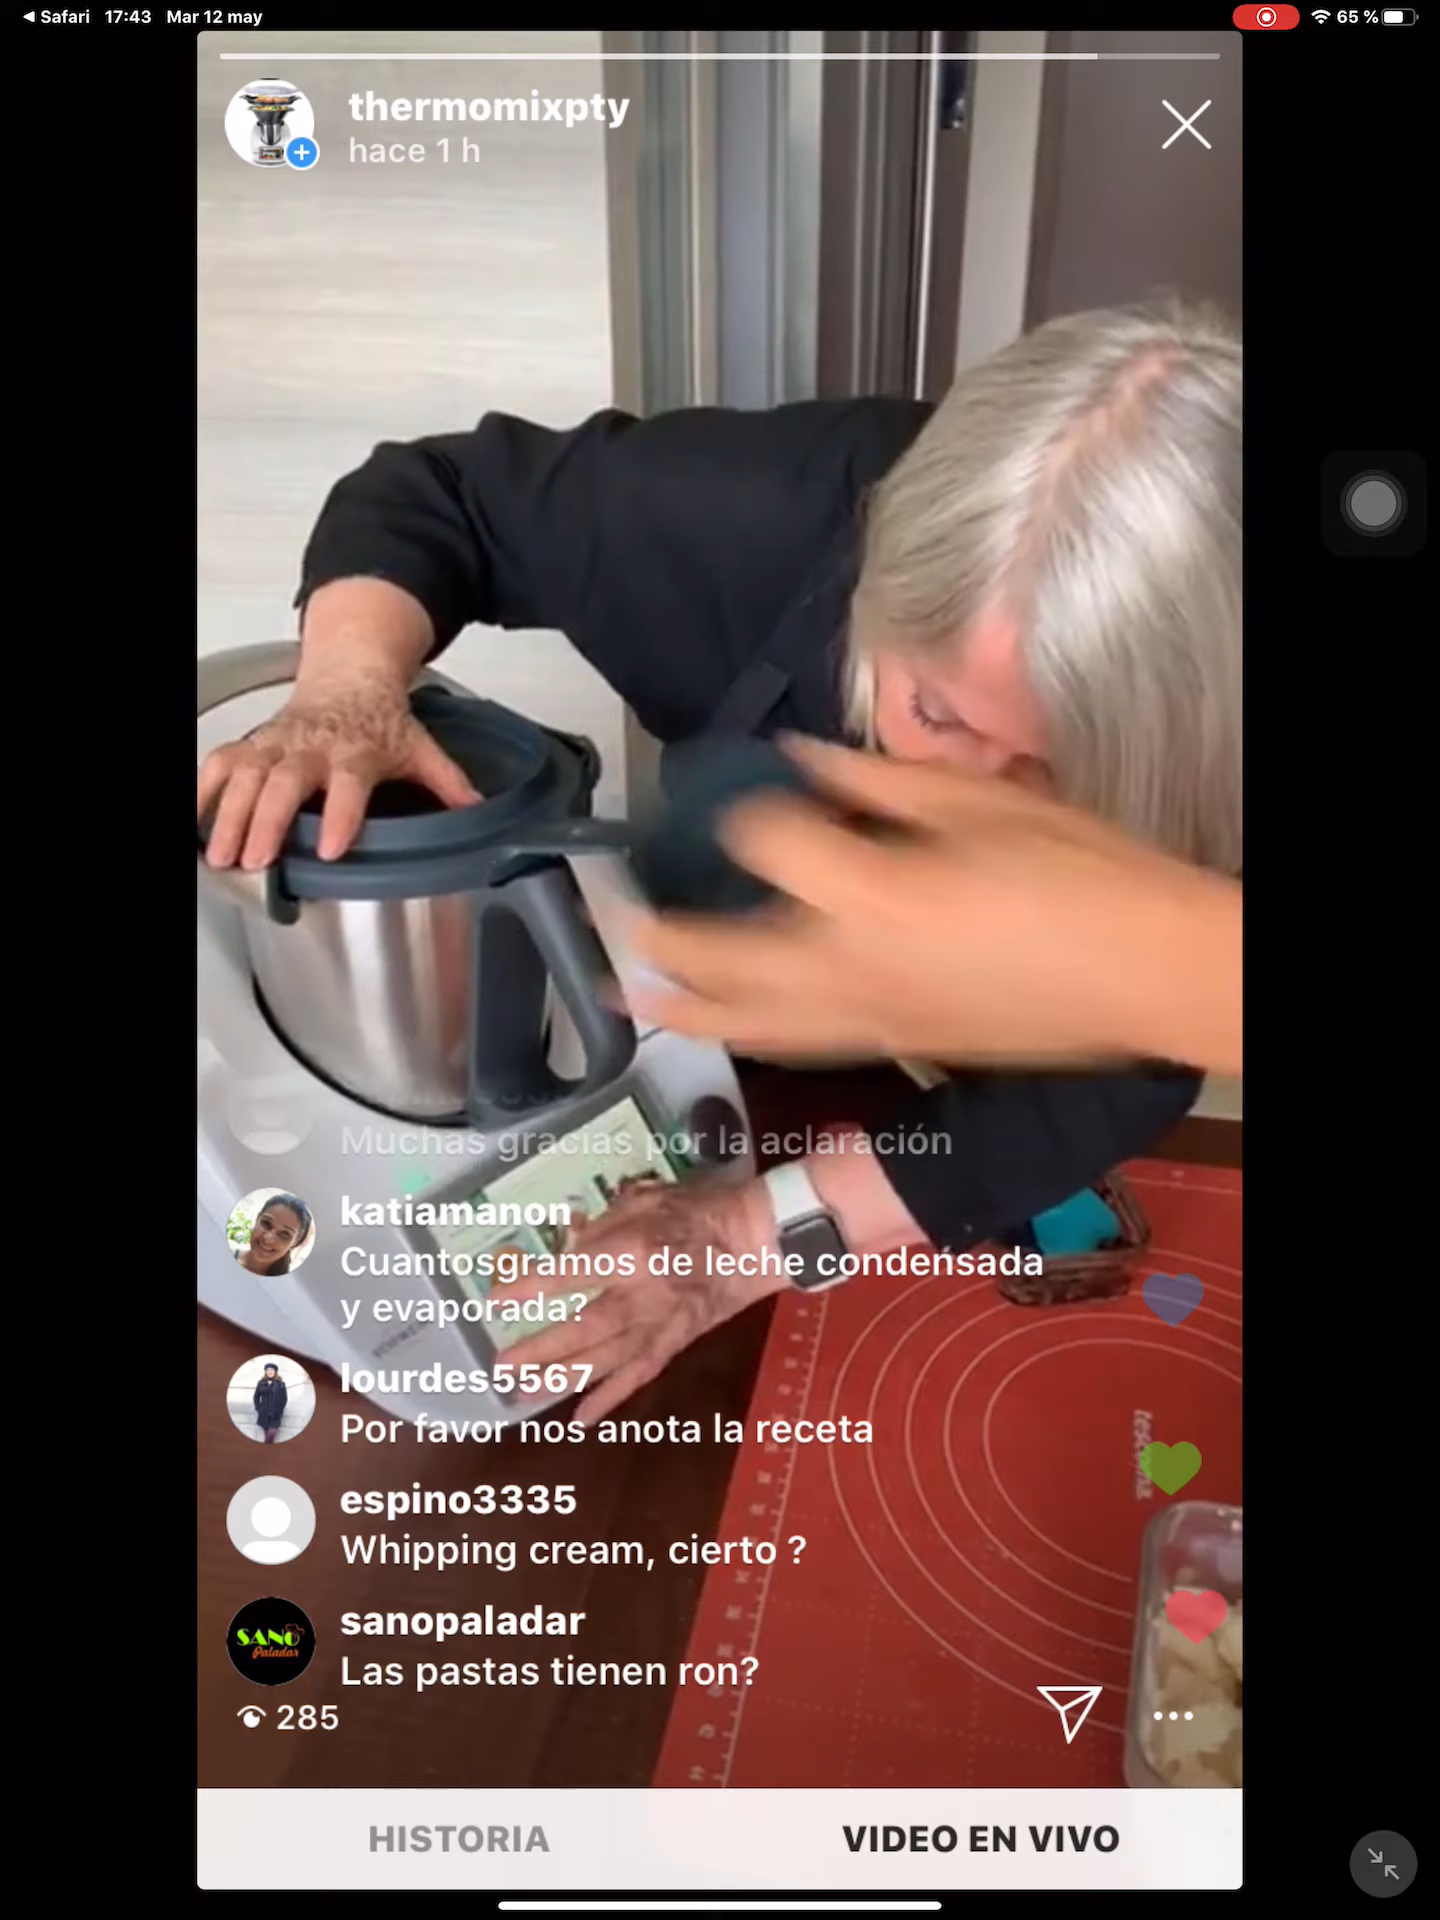 Safari 17:43 Mar 12 may
65 %
thermomixpty
hace 1 h
Muchas gracias por la aclaración
katiamanon
Cuantosgramos de leche condensada
y evaporada?
lourdes5567
Por favor nos anota la receta
espino3335
Whipping cream, cierto ?
SANO
Paladar
sanopaladar
Las pastas tienen ron?
285
HISTORIA
VIDEO EN VIVO